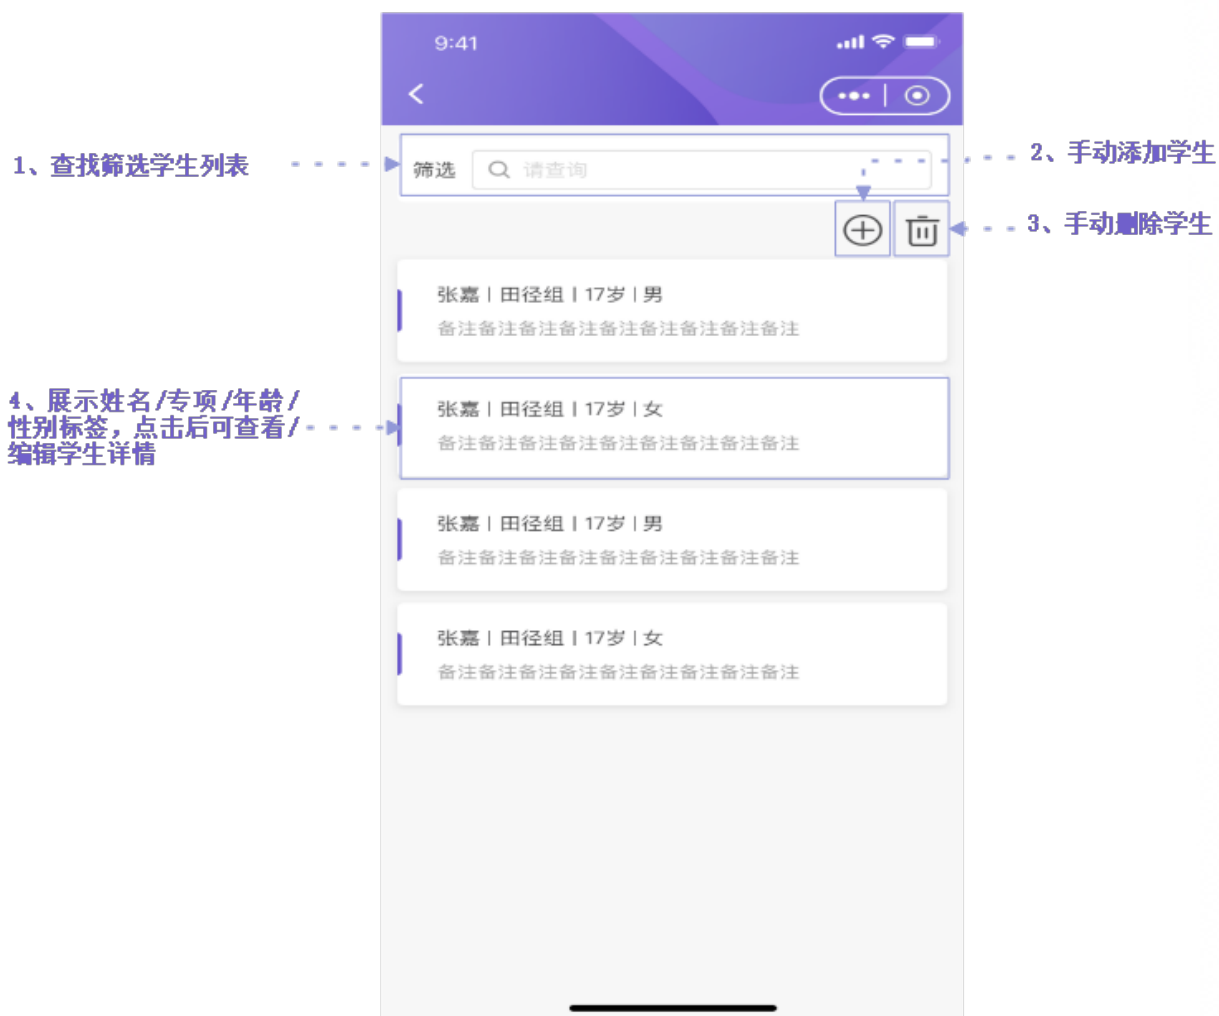 9:41
1、查找筛选学生列表
筛选
请查询
2、手动添加学生
3、手动删除学生
张嘉 | 田径组 | 17岁 | 男
备注备注备注备注备注备注备注备注备注
4、展示姓名/专项/年龄/
性别标签，点击后可查看/
编辑学生详情
张嘉 | 田径组 | 17岁 | 女
备注备注备注备注备注备注备注备注备注
张嘉 | 田径组 | 17岁 | 男
备注备注备注备注备注备注备注备注备注
张嘉 | 田径组 | 17岁 | 女
备注备注备注备注备注备注备注备注备注